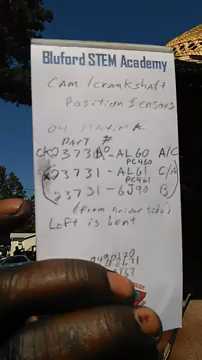 Bluford STEM Academy
Cam / Crankshaft
Position Sensors
04 Maxima
Part #
23731-AL60 A/C
PC460
23731-AL61 C/A
PC461
23731-6J90 B
(from driver side)
Left is bent